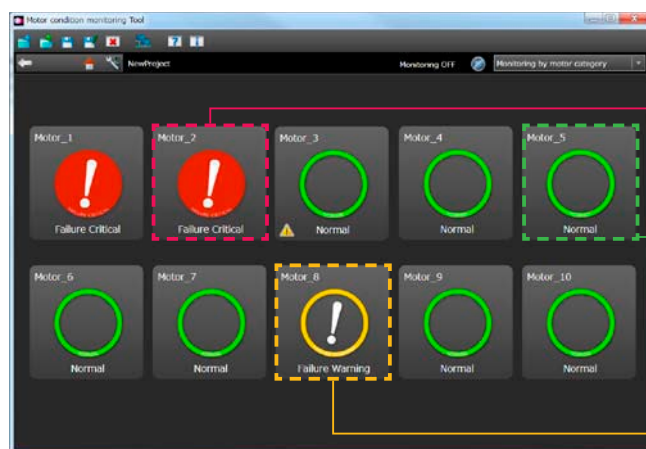 Motor condition monitoring Tool
NewProject
Monitoring OFF
Monitoring by motor category
Motor_1
Motor_2
Motor_3
Motor_4
Motor_5
Failure Critical
Failure Critical
Normal
Normal
Normal
Motor_6
Motor_7
Motor_8
Motor_9
Motor_10
Normal
Normal
Failure Warning
Normal
Normal